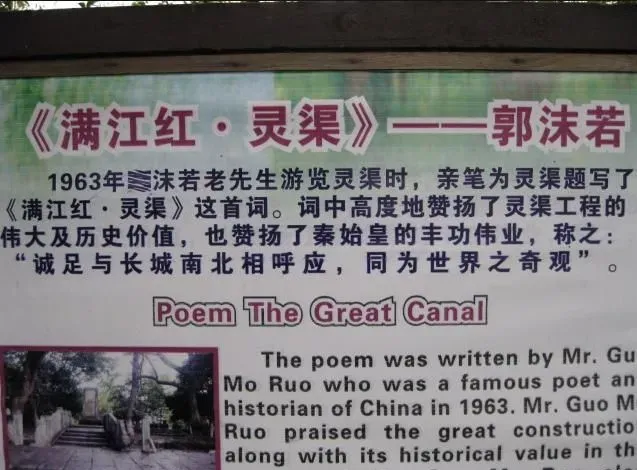 《满江红·灵渠》——郭沫若
1963年沫若老先生游览灵渠时，亲笔为灵渠题写了
《满江红·灵渠》这首词。词中高度地赞扬了灵渠工程的
伟大及历史价值，也赞扬了秦始皇的丰功伟业，称之：
“诚足与长城南北相呼应，同为世界之奇观”。
Poem The Great Canal
The poem was written by Mr. Gu
Mo Ruo who was a famous poet an
historian of China in 1963. Mr. Guo M
Ruo praised the great constructio
along with its historical value in th